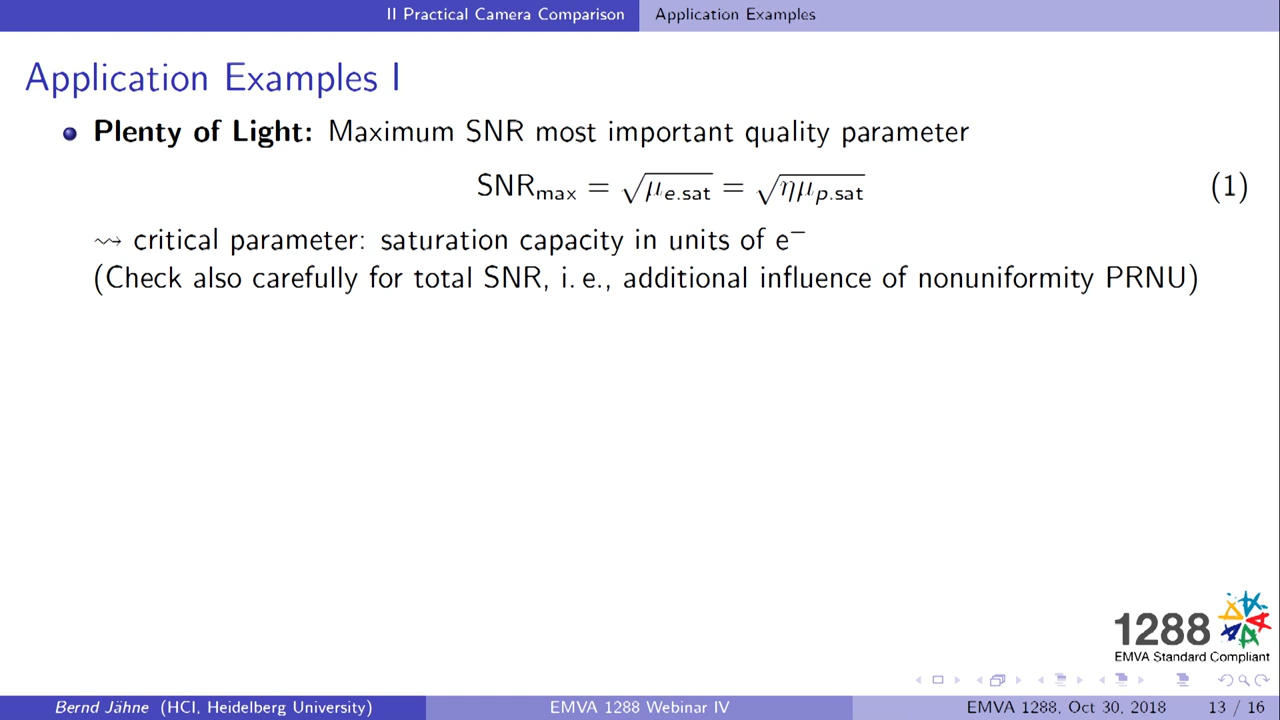 II Practical Camera Comparison Application Examples
Application Examples I
Plenty of Light: Maximum SNR most important quality parameter
SNR_max = √μ_e.sat = √ημ_p.sat (1)
⇝ critical parameter: saturation capacity in units of e⁻
(Check also carefully for total SNR, i. e., additional influence of nonuniformity PRNU)
1288
EMVA Standard Compliant
Bernd Jähne (HCI, Heidelberg University) EMVA 1288 Webinar IV EMVA 1288, Oct 30, 2018 13 / 16